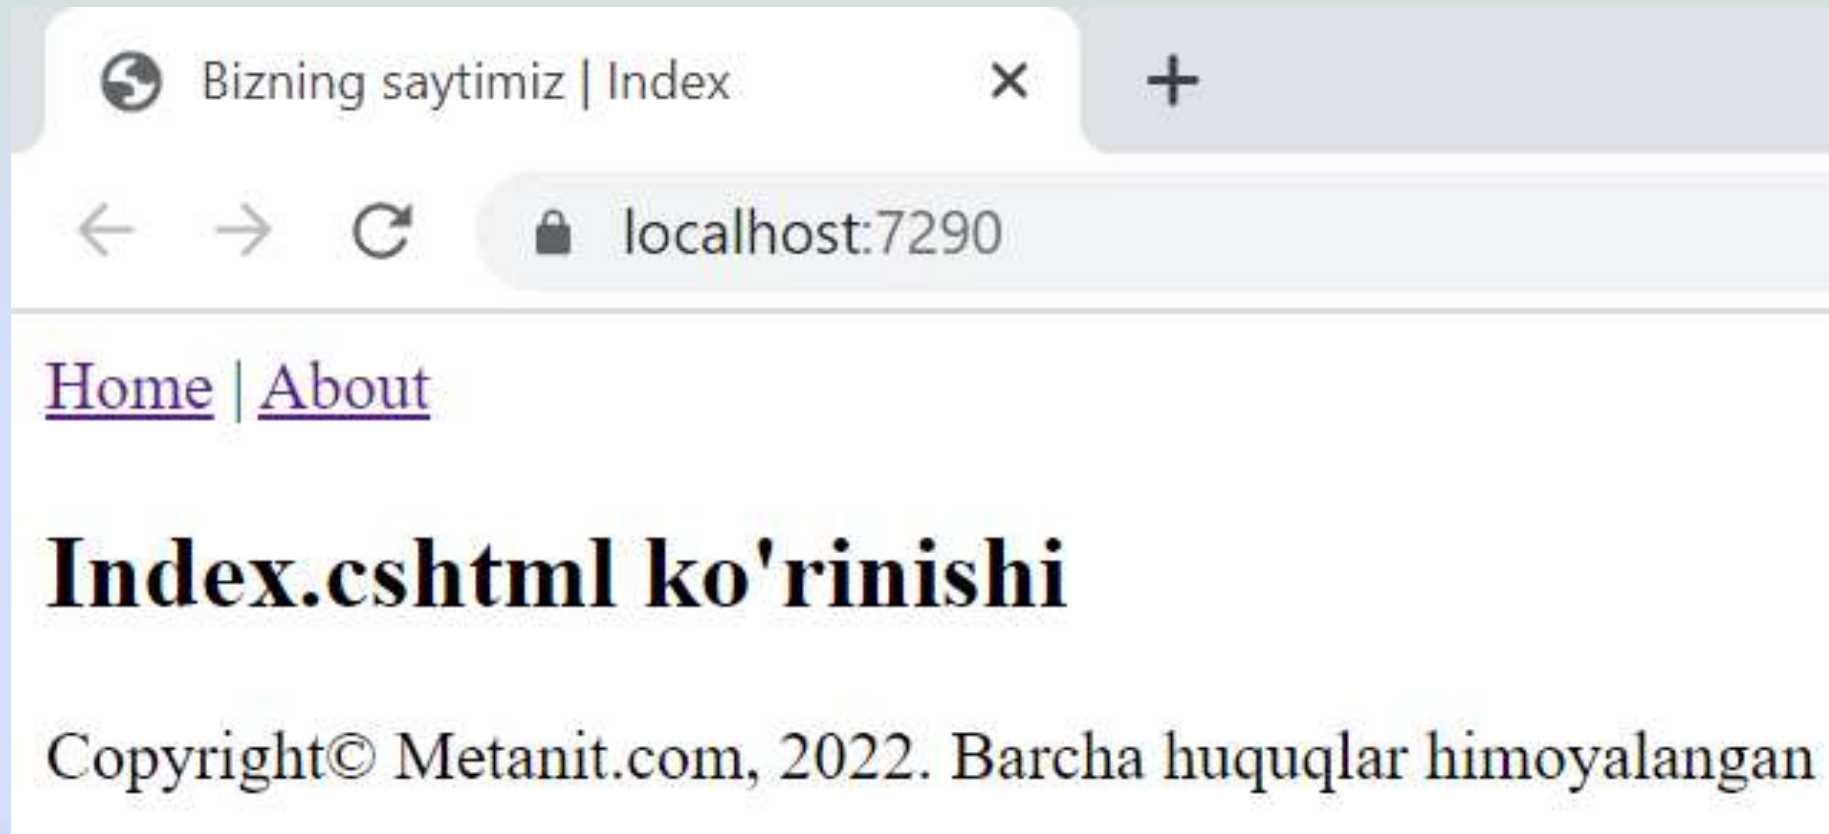 Bizning saytimiz | Index
localhost:7290
Home | About
Index.cshtml ko'rinishi
Copyright© Metanit.com, 2022. Barcha huquqlar himoyalangan